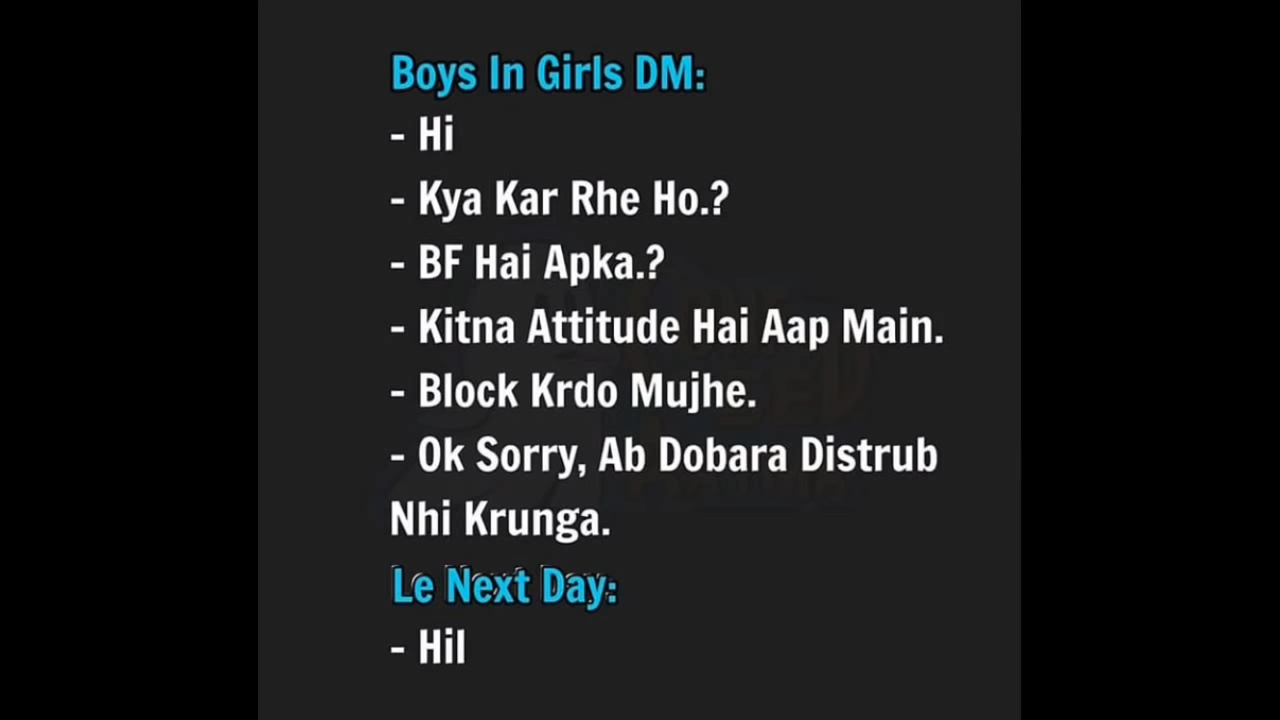 Boys In Girls DM:
- Hi
- Kya Kar Rhe Ho.?
- BF Hai Apka.?
- Kitna Attitude Hai Aap Main.
- Block Krdo Mujhe.
- Ok Sorry, Ab Dobara Distrub
Nhi Krunga.
Le Next Day:
- HiI